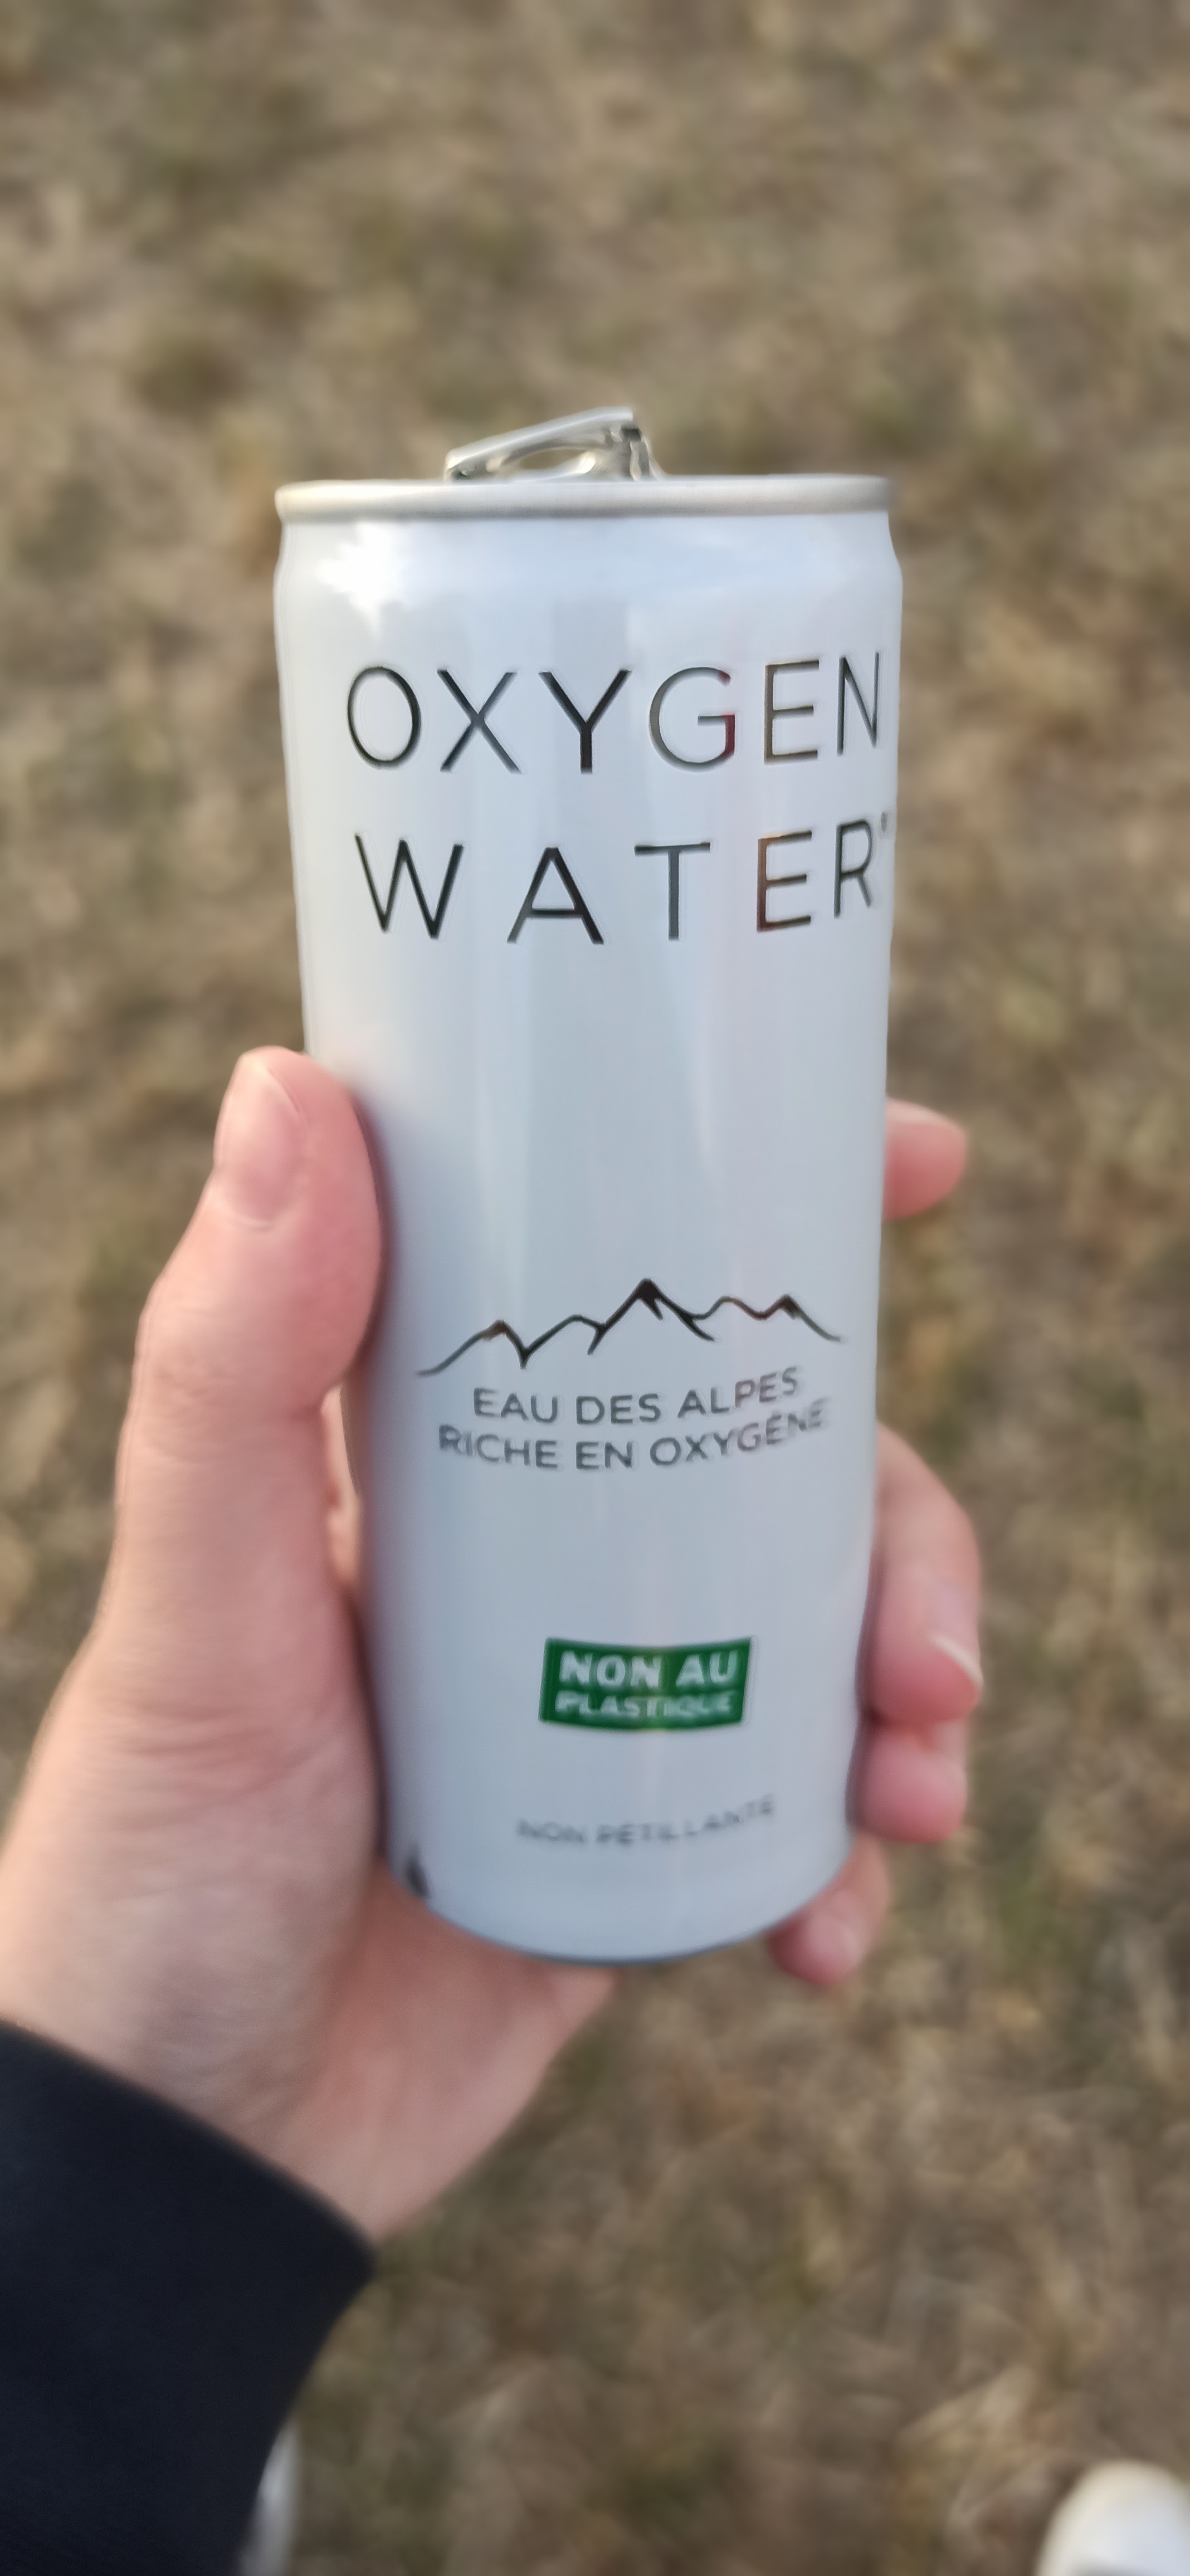 OXYGEN
WATER®
EAU DES ALPES
RICHE EN OXYGÈNE
NON AU
PLASTIQUE
NON PÉTILLANTE